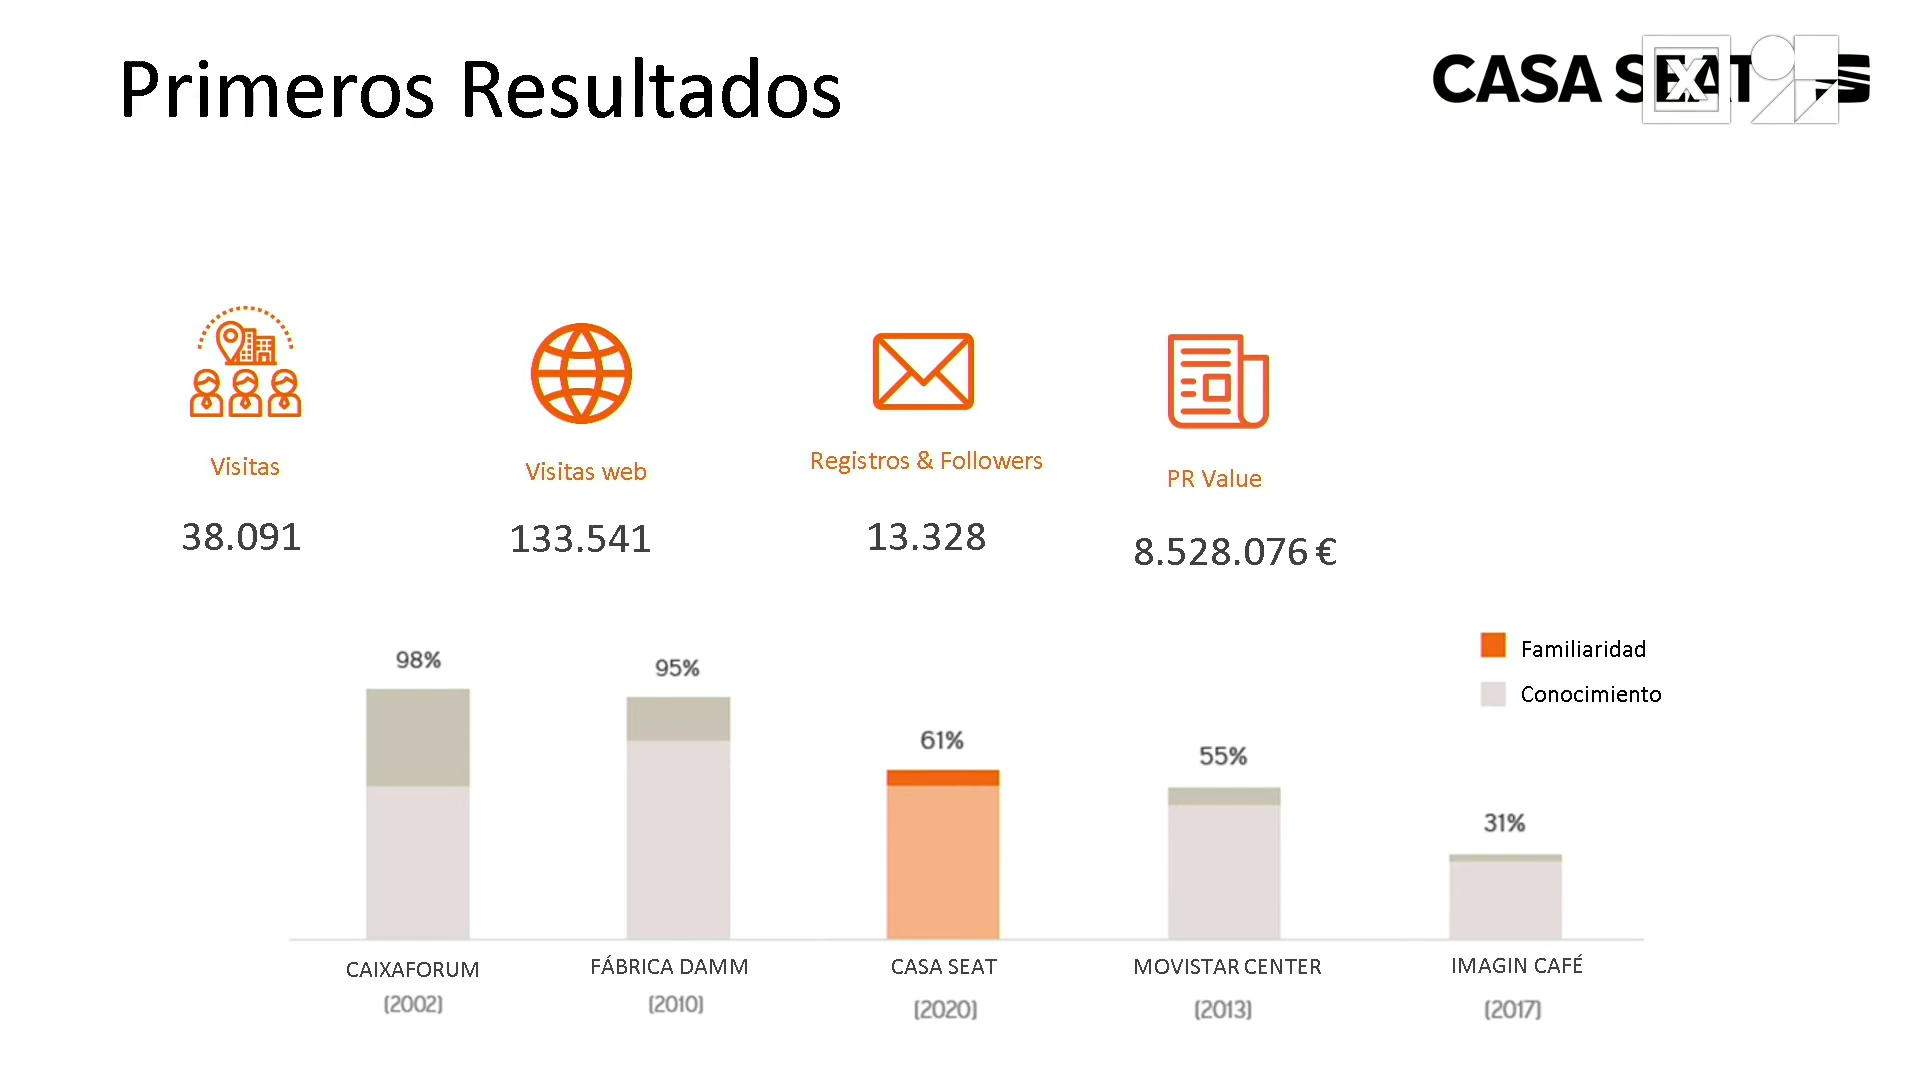 Primeros Resultados
CASA SEAT
Visitas
Visitas web
Registros & Followers
PR Value
38.091
133.541
13.328
8.528.076 €
Familiaridad
Conocimiento
98%
95%
61%
55%
31%
CAIXAFORUM
FÁBRICA DAMM
CASA SEAT
MOVISTAR CENTER
IMAGIN CAFÉ
(2002)
(2010)
(2020)
(2013)
(2017)